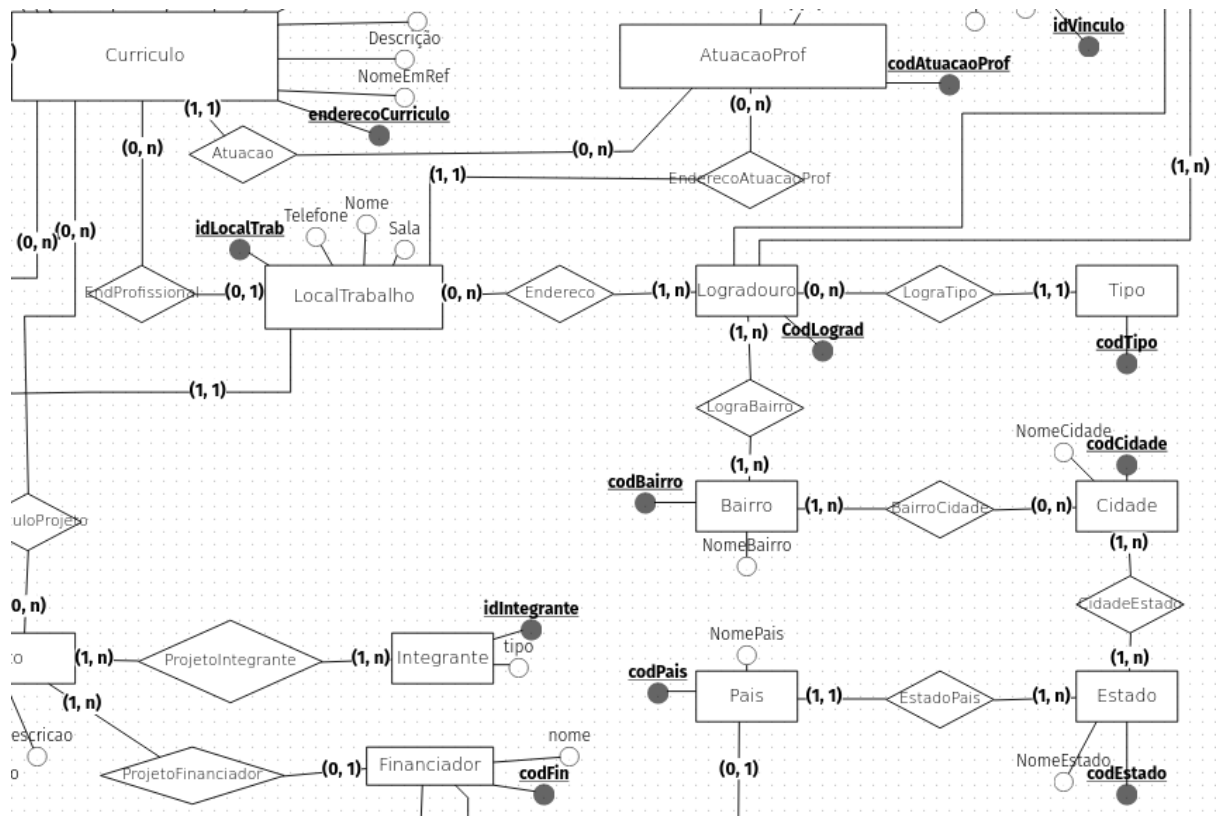 idVinculo
Descrição
)
Curriculo
AtuacaoProf
codAtuacaoProf
NomeEmRef
(1, 1)
enderecoCurriculo
(0, n)
(0, n)
Atuacao
(0, n)
(1, n)
(1, 1)
EnderecoAtuacaoProf
Nome
Telefone
idLocalTrab
Sala
(0, n)
(0, n)
EndProfissional
(0, 1)
LocalTrabalho
(0, n)
Endereco
(1, n)
Logradouro
(0, n)
LograTipo
(1, 1)
Tipo
(1, n)
CodLograd
codTipo
(1, 1)
LograBairro
NomeCidade
codCidade
(1, n)
codBairro
Bairro
(1, n)
BairroCidade
(0, n)
Cidade
uloProjeto
NomeBairro
(1, n)
CidadeEstado
0, n)
idIntegrante
NomePais
tipo
to
(1, n)
ProjetoIntegrante
(1, n)
Integrante
(1, n)
codPais
Pais
(1, 1)
EstadoPais
(1, n)
Estado
(1, n)
escricao
nome
o
ProjetoFinanciador
(0, 1)
Financiador
codFin
(0, 1)
NomeEstado
codEstado